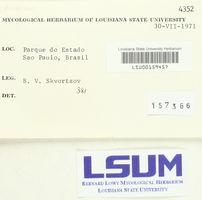 4352
MYCOLOGICAL HERBARIUM OF LOUISIANA STATE UNIVERSITY
30-VII-1971
LOC. Parque do Estado
Sao Paulo, Brasil
Louisiana State University Herbarium
LSU00159457
LEG. B. V. Skvortzov
DET.
157366
LSUM
BERNARD LOWY MYCOLOGICAL HERBARIUM
LOUISIANA STATE UNIVERSITY